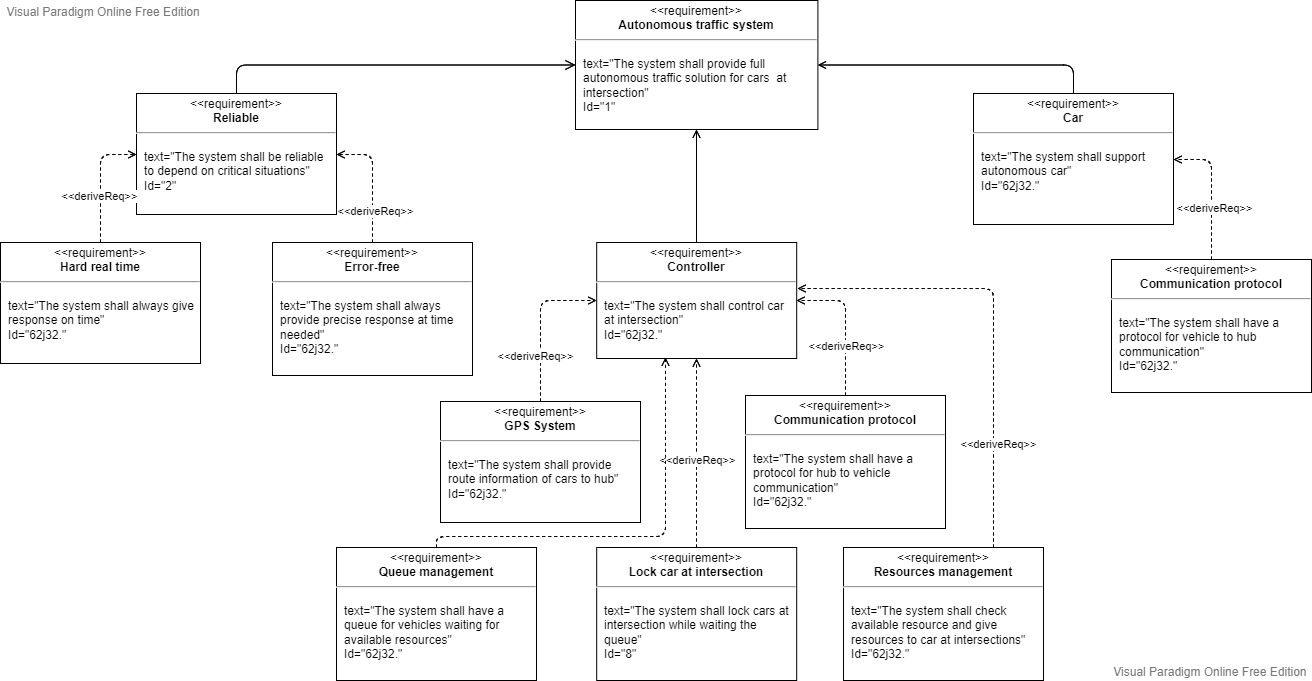 Visual Paradigm Online Free Edition
<<requirement>>
Autonomous traffic system
text="The system shall provide full
autonomous traffic solution for cars at
intersection"
Id="1"
<<requirement>>
Reliable
text="The system shall be reliable
to depend on critical situations"
Id="2"
<<requirement>>
Car
text="The system shall support
autonomous car"
Id="62j32."
<<deriveReq>>
<<deriveReq>>
<<deriveReq>>
<<requirement>>
Hard real time
text="The system shall always give
response on time"
Id="62j32."
<<requirement>>
Error-free
text="The system shall always
provide precise response at time
needed"
Id="62j32."
<<requirement>>
Controller
text="The system shall control car
at intersection"
Id="62j32."
<<requirement>>
Communication protocol
text="The system shall have a
protocol for vehicle to hub
communication"
Id="62j32."
<<deriveReq>>
<<deriveReq>>
<<requirement>>
GPS System
text="The system shall provide
route information of cars to hub"
Id="62j32."
<<deriveReq>>
<<requirement>>
Communication protocol
text="The system shall have a
protocol for hub to vehicle
communication"
Id="62j32."
<<deriveReq>>
<<requirement>>
Queue management
text="The system shall have a
queue for vehicles waiting for
available resources"
Id="62j32."
<<requirement>>
Lock car at intersection
text="The system shall lock cars at
intersection while waiting the
queue"
Id="8"
<<requirement>>
Resources management
text="The system shall check
available resource and give
resources to car at intersections"
Id="62j32."
Visual Paradigm Online Free Edition